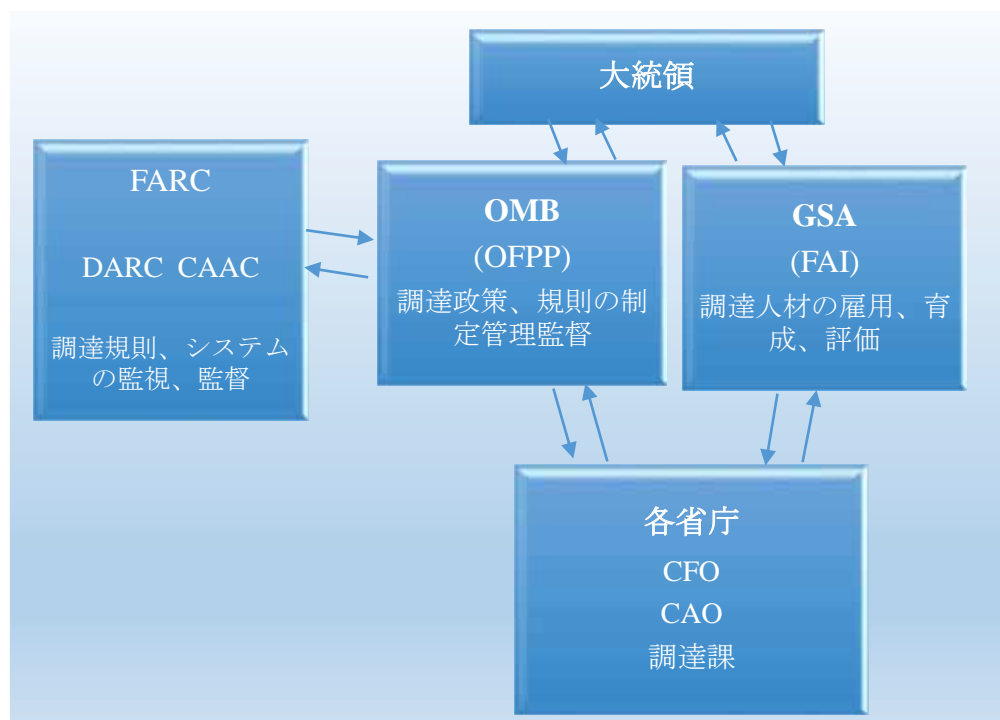 大統領
FARC
DARC CAAC
調達規則、システム
の監視、監督
OMB
(OFPP)
調達政策、規則の制
定管理監督
GSA
(FAI)
調達人材の雇用、育
成、評価
各省庁
CFO
CAO
調達課